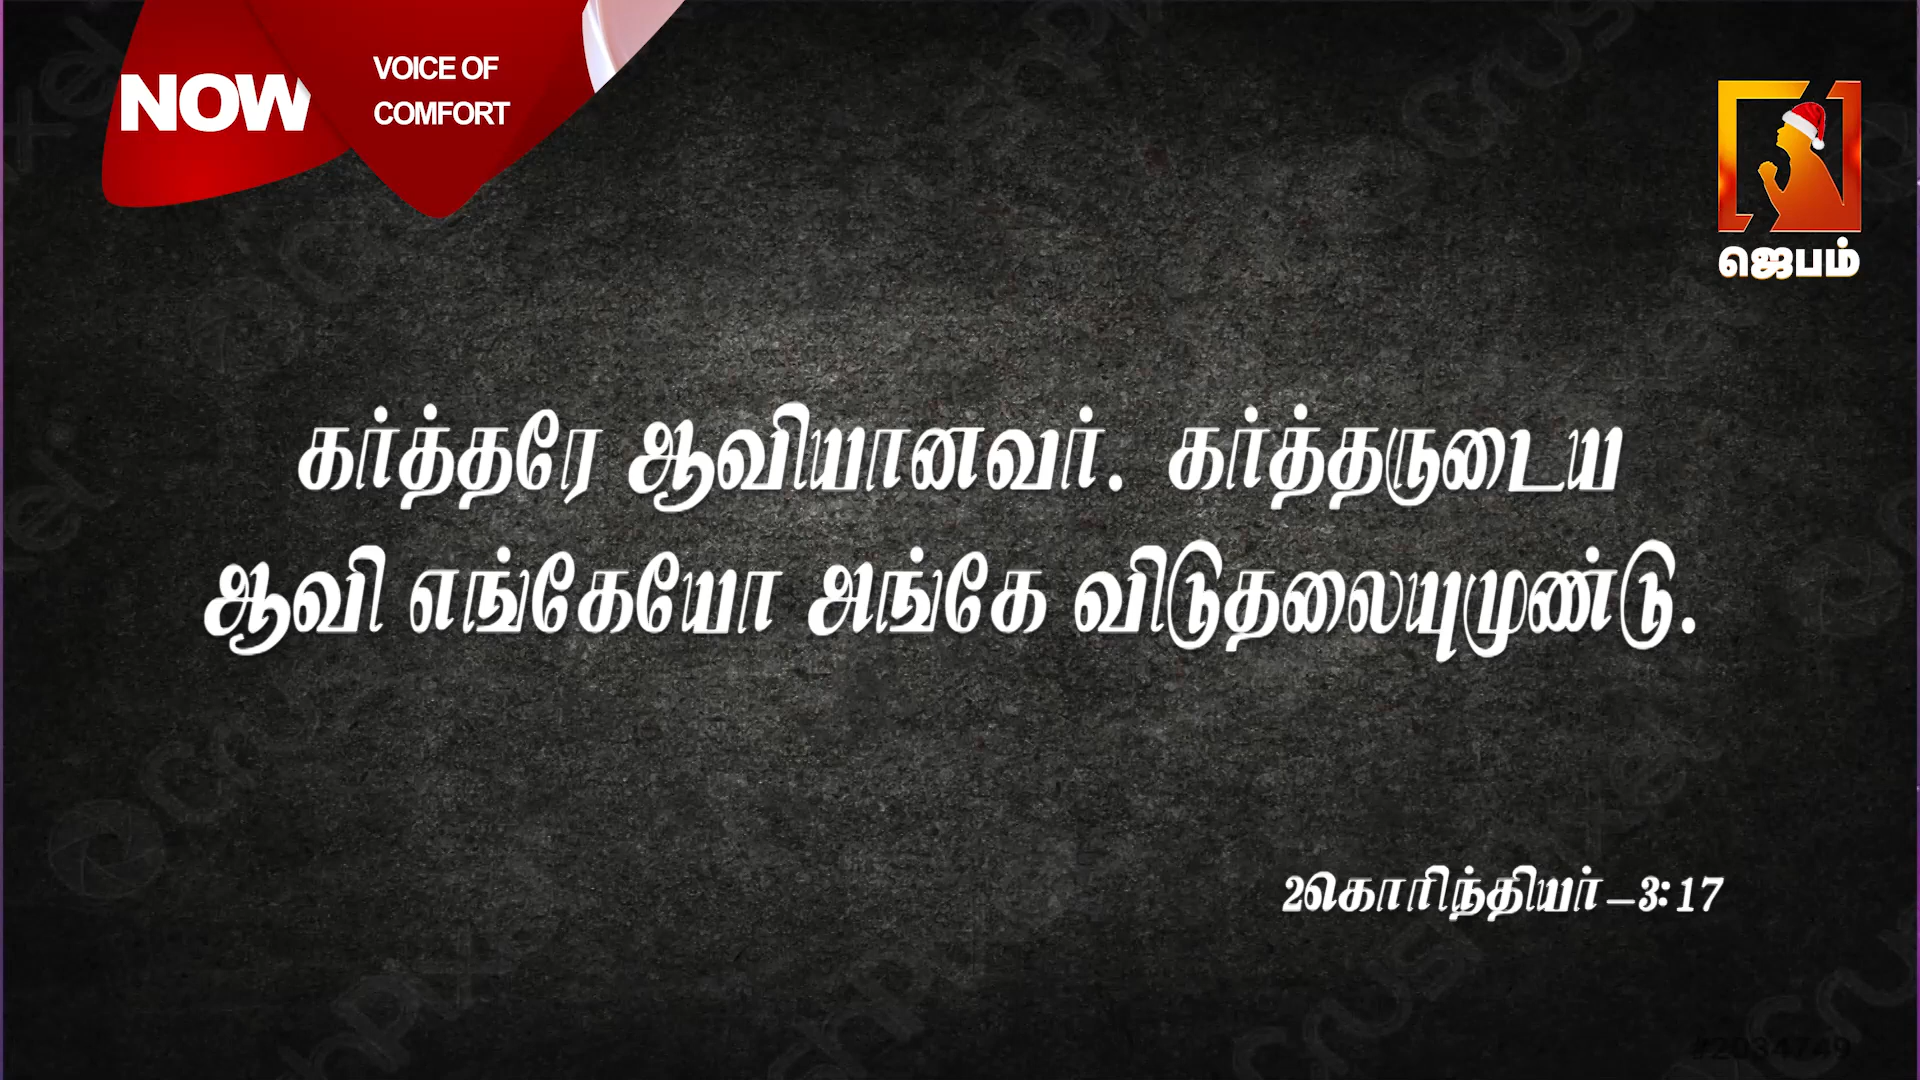 NOW
VOICE OF
COMFORT
ஜெபம்
கர்த்தரே ஆவியானவர். கர்த்தருடைய
ஆவி எங்கேயோ அங்கே விடுதலையுமுண்டு.
2கொரிந்தியர்–3:17
#2034749